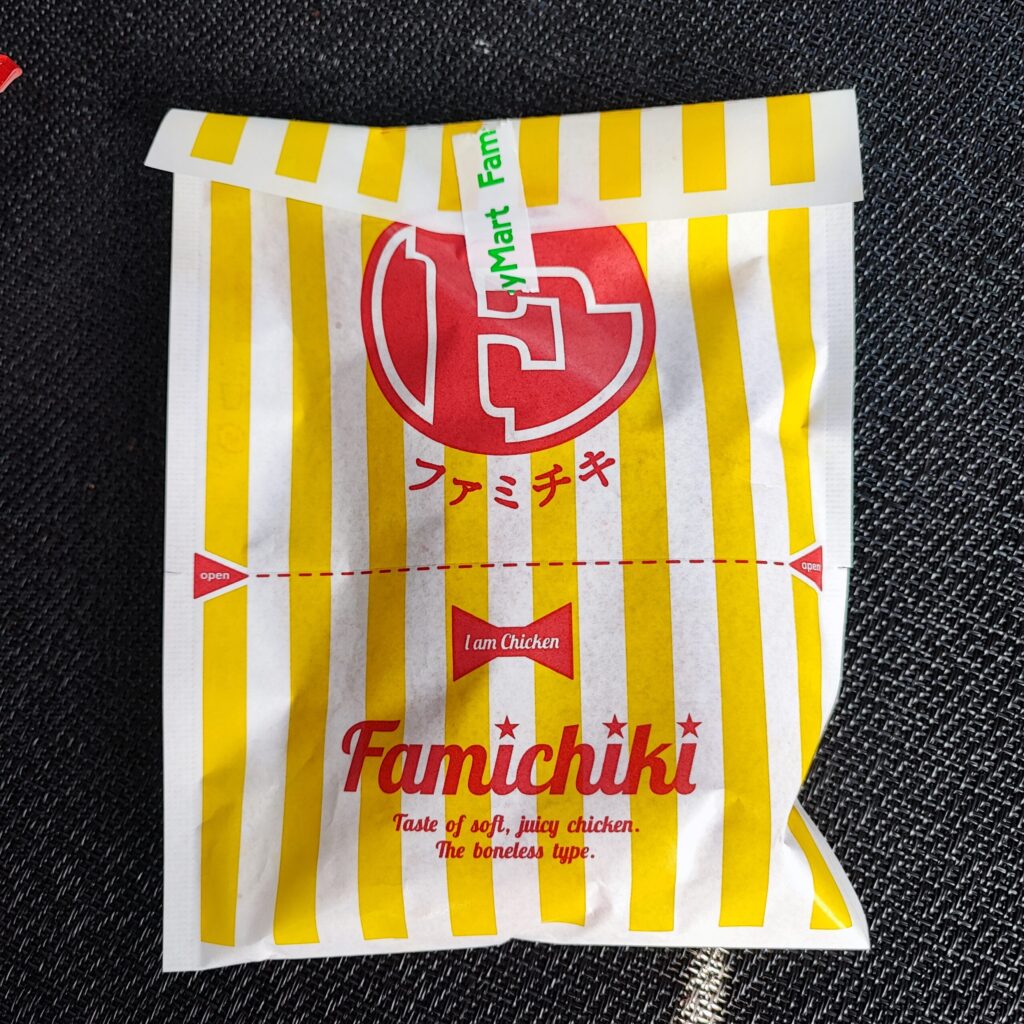 yMart Fam
ファミチキ
open
open
I am Chicken
Famichiki
Taste of soft, juicy chicken.
The boneless type.